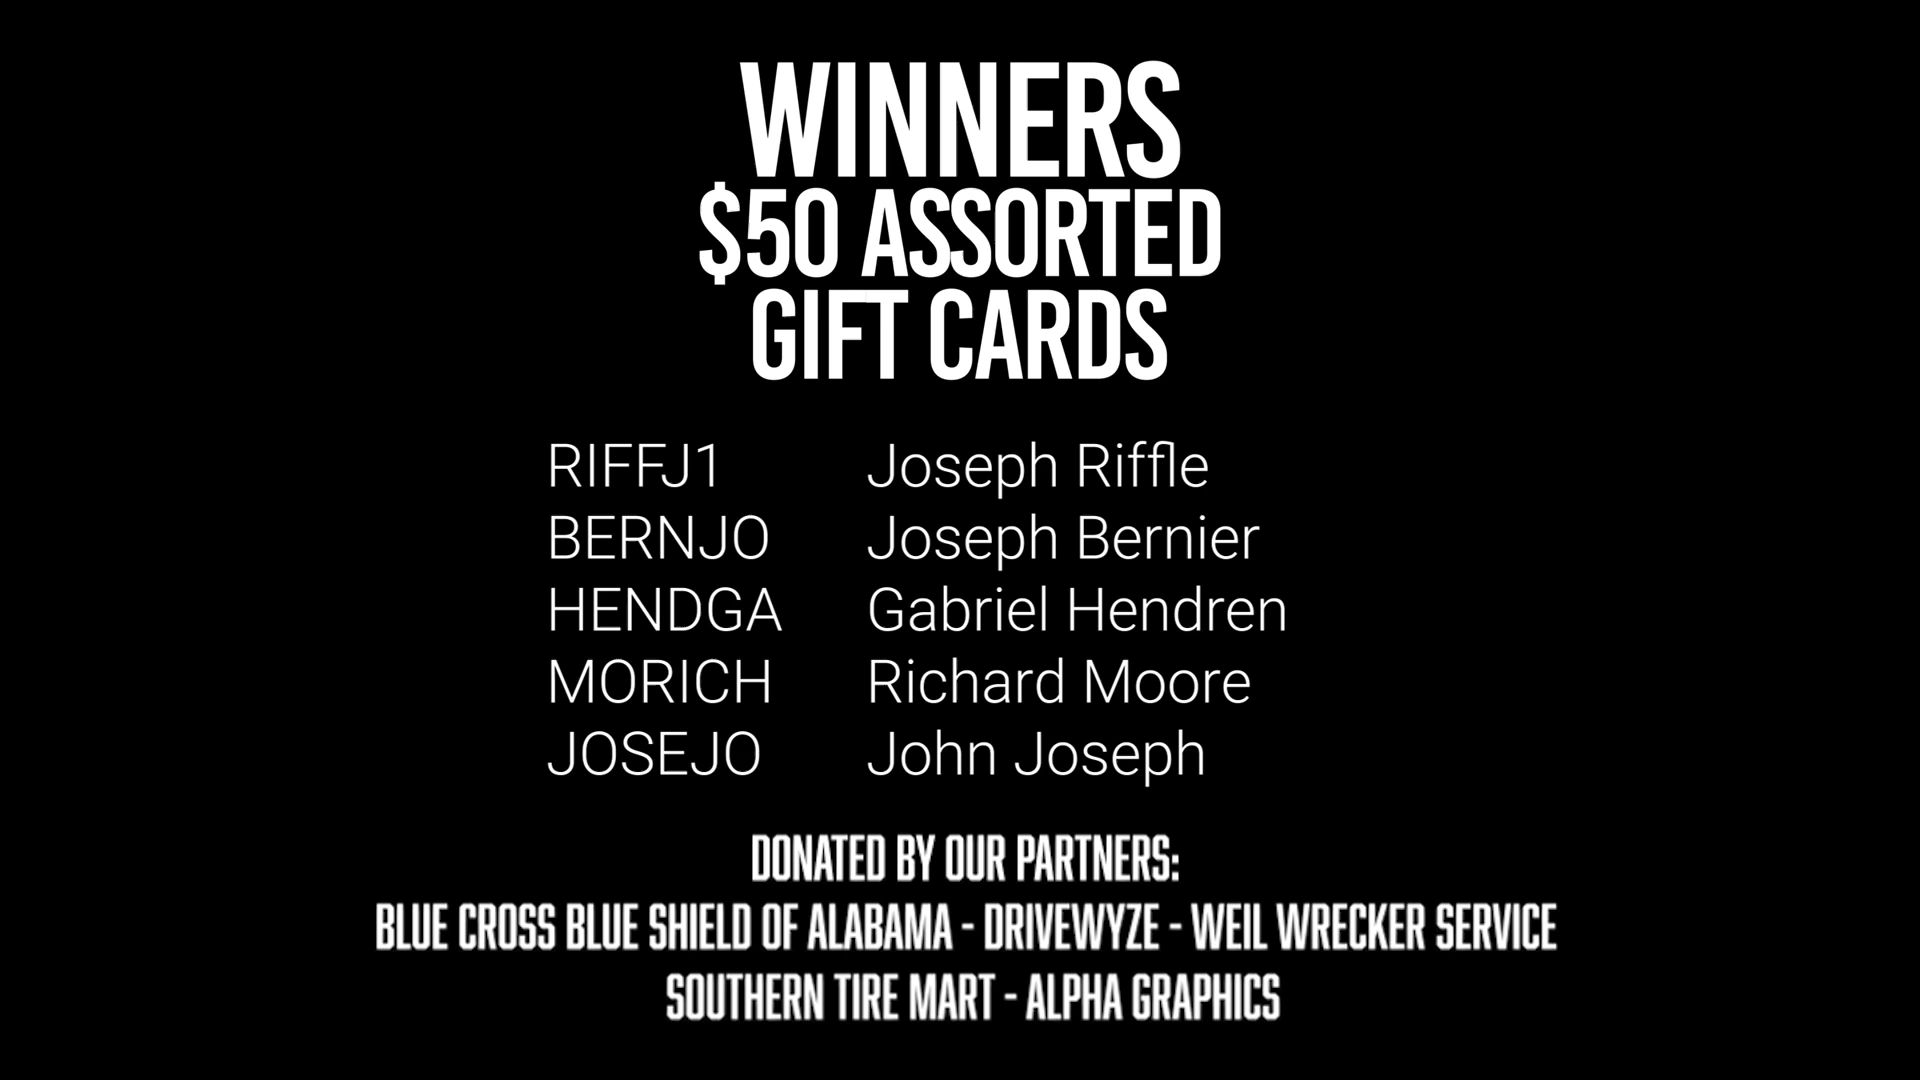 WINNERS
$50 ASSORTED
GIFT CARDS
RIFFJ1 Joseph Riffle
BERNJO Joseph Bernier
HENDGA Gabriel Hendren
MORICH Richard Moore
JOSEJO John Joseph
DONATED BY OUR PARTNERS:
BLUE CROSS BLUE SHIELD OF ALABAMA - DRIVEWYZE - WEIL WRECKER SERVICE
SOUTHERN TIRE MART - ALPHA GRAPHICS